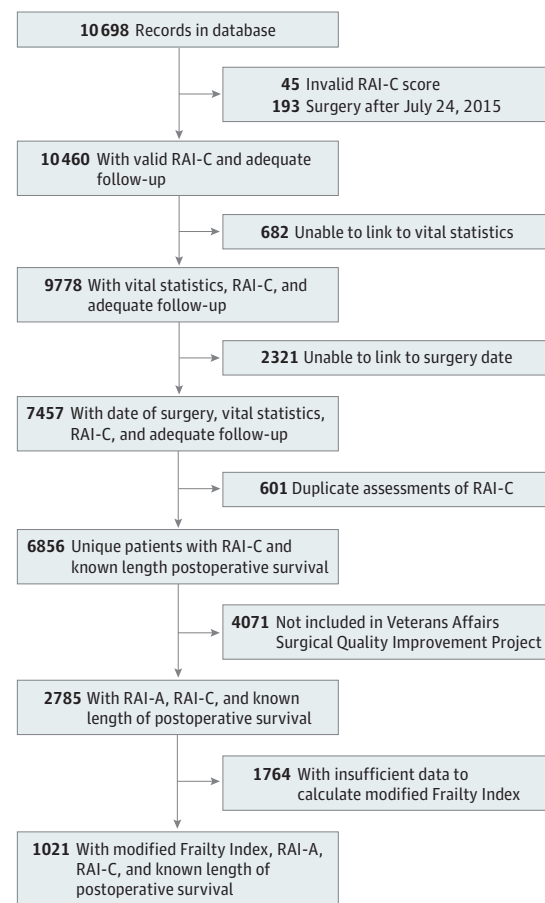 10 698 Records in database
45 Invalid RAI-C score
193 Surgery after July 24, 2015
10 460 With valid RAI-C and adequate
follow-up
682 Unable to link to vital statistics
9778 With vital statistics, RAI-C, and
adequate follow-up
2321 Unable to link to surgery date
7457 With date of surgery, vital statistics,
RAI-C, and adequate follow-up
601 Duplicate assessments of RAI-C
6856 Unique patients with RAI-C and
known length postoperative survival
4071 Not included in Veterans Affairs
Surgical Quality Improvement Project
2785 With RAI-A, RAI-C, and known
length of postoperative survival
1764 With insufficient data to
calculate modified Frailty Index
1021 With modified Frailty Index, RAI-A,
RAI-C, and known length of
postoperative survival